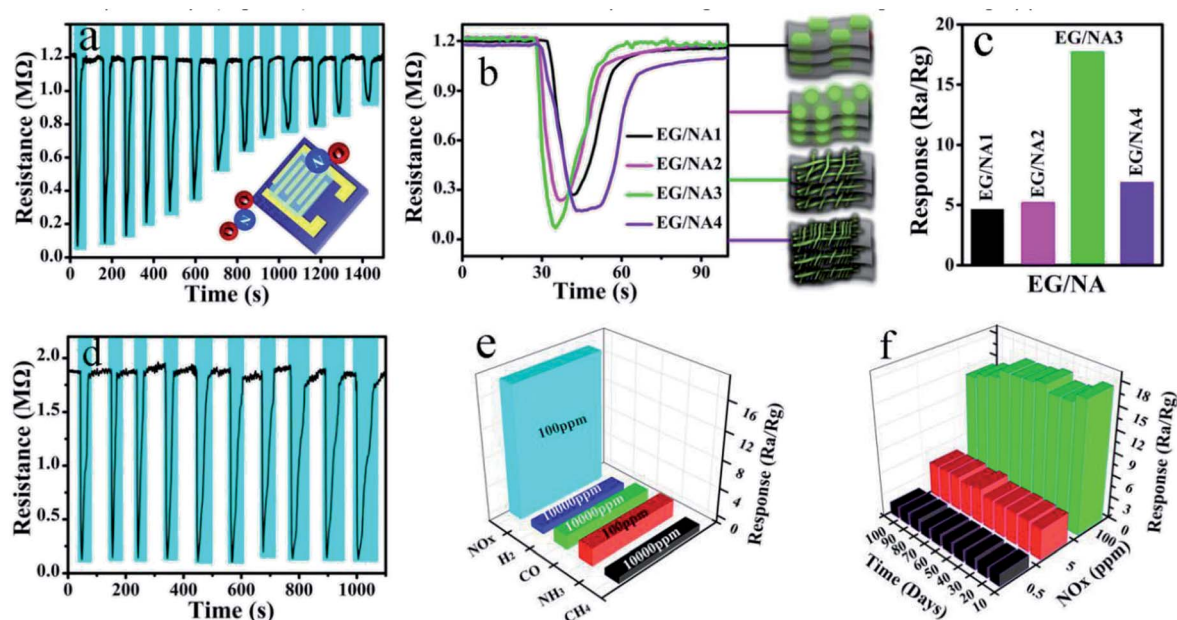 a
Resistance (MΩ)
1.2
1.0
0.8
0.6
0.4
0.2
0.0
0 200 400 600 800 1000 1200 1400
Time (s)
N
N
b
Resistance (MΩ)
1.2
0.9
0.6
0.3
1.2
EG/NA1
EG/NA2
EG/NA3
EG/NA4
0 30 60 90
Time (s)
c
Response (Ra/Rg)
20
15
10
5
0
EG/NA1
EG/NA2
EG/NA3
EG/NA4
EG/NA
d
Resistance (MΩ)
2.0
1.5
1.0
0.5
0.0
0 200 400 600 800 1000
Time (s)
e
100ppm
10000ppm
10000ppm
100ppm
10000ppm
NOx
H₂
CO
NH₃
CH₄
16
12
8
4
0
Response (Ra/Rg)
f
18
15
12
9
6
3
0
Response (Ra/Rg)
100
90
80
70
60
50
40
30
20
10
Time (Days)
0.5
5
100
NOx (ppm)